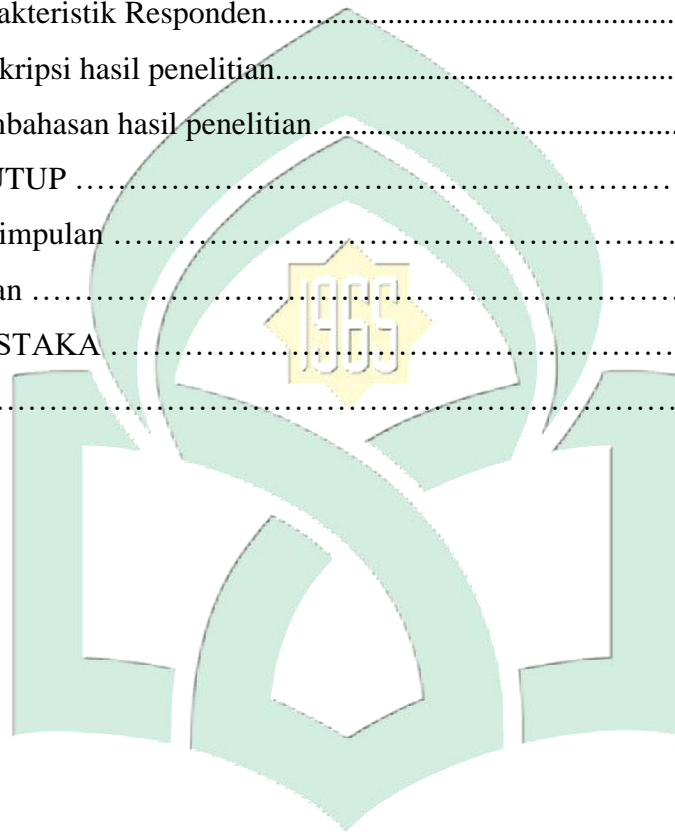 akteristik Responden...................................................
kripsi hasil penelitian..................................................
nbahasan hasil penelitian.............................................
UTUP ……………………………………………………
impulan …………………………………………………
an …………………………………………………………
1965
STAKA …………………………………………………
………………………………………………………………